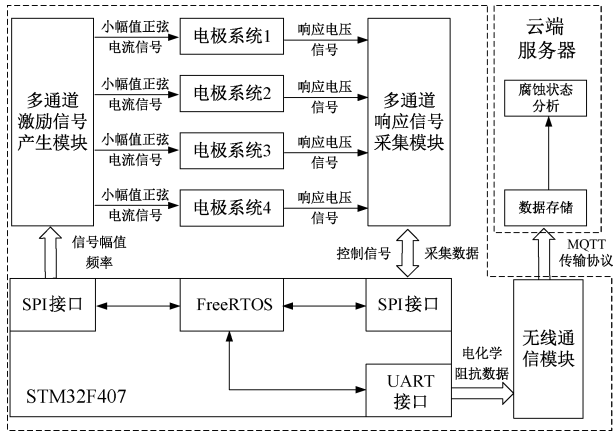 多通道
激励信号
产生模块
小幅值正弦
电流信号
电极系统1
响应电压
信号
小幅值正弦
电流信号
电极系统2
响应电压
信号
小幅值正弦
电流信号
电极系统3
响应电压
信号
小幅值正弦
电流信号
电极系统4
响应电压
信号
多通道
响应信号
采集模块
云端
服务器
腐蚀状态
分析
数据存储
信号幅值
频率
控制信号
采集数据
MQTT
传输协议
SPI接口
FreeRTOS
SPI接口
STM32F407
UART
接口
电化学
阻抗数据
无线通
信模块